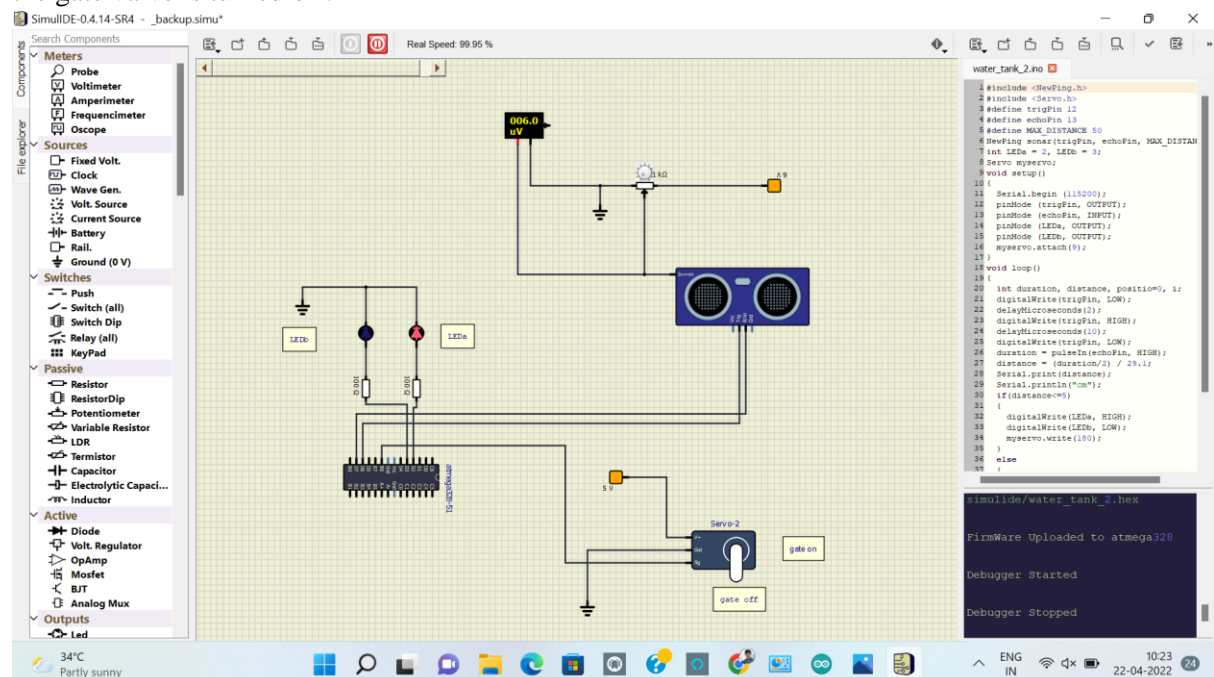 SimulIDE-0.4.14-SR4 - _backup.simu*
Search Components
Real Speed: 99.95 %
Components
File explorer
Meters
Probe
Voltimeter
Amperimeter
Frequencimeter
Oscope
Sources
Fixed Volt.
Clock
Wave Gen.
Volt. Source
Current Source
Battery
Rail.
Ground (0 V)
Switches
Push
Switch (all)
Switch Dip
Relay (all)
KeyPad
Passive
Resistor
ResistorDip
Potentiometer
Variable Resistor
LDR
Termistor
Capacitor
Electrolytic Capaci...
Inductor
Active
Diode
Volt. Regulator
OpAmp
Mosfet
BJT
Analog Mux
Outputs
Led
006.0
uV
1 kΩ
LEDb
LEDa
100 Ω
100 Ω
atmega328-51
5 V
Servo-2
V+
Gnd
Sig
gate on
gate off
water_tank_2.ino
1 #include <NewPing.h>
2 #include <Servo.h>
3 #define trigPin 12
4 #define echoPin 13
5 #define MAX_DISTANCE 50
6 NewPing sonar(trigPin, echoPin, MAX_DISTAN
7 int LEDa = 2, LEDb = 3;
8 Servo myservo;
9 void setup()
10 {
11 Serial.begin (115200);
12 pinMode (trigPin, OUTPUT);
13 pinMode (echoPin, INPUT);
14 pinMode (LEDa, OUTPUT);
15 pinMode (LEDb, OUTPUT);
16 myservo.attach(9);
17 }
18 void loop()
19 {
20 int duration, distance, positio=0, i;
21 digitalWrite(trigPin, LOW);
22 delayMicroseconds(2);
23 digitalWrite(trigPin, HIGH);
24 delayMicroseconds(10);
25 digitalWrite(trigPin, LOW);
26 duration = pulseIn(echoPin, HIGH);
27 distance = (duration/2) / 29.1;
28 Serial.print(distance);
29 Serial.println("cm");
30 if(distance<=5)
31 {
32 digitalWrite(LEDa, HIGH);
33 digitalWrite(LEDb, LOW);
34 myservo.write(180);
35 }
36 else
37 {
simulide/water_tank_2.hex
FirmWare Uploaded to atmega328
Debugger Started
Debugger Stopped
34°C
Partly sunny
ENG
IN
10:23
22-04-2022
24